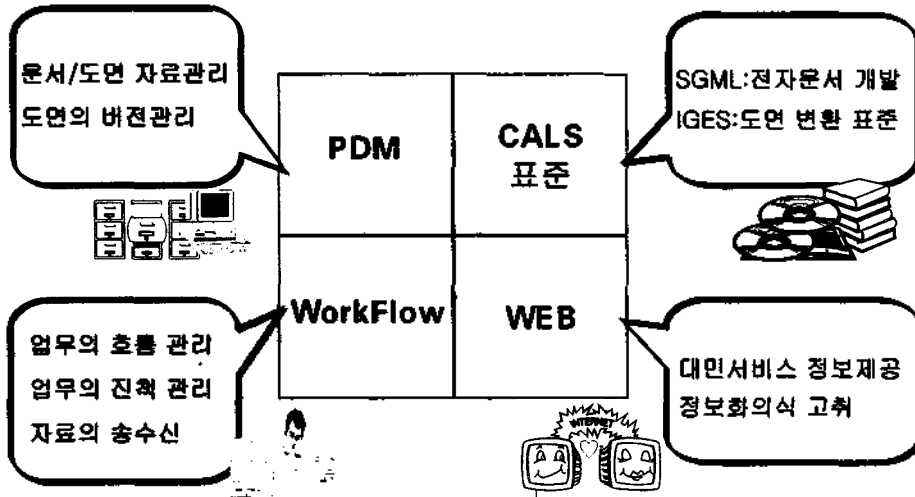 문서/도면 자료관리
도면의 버전관리
PDM
CALS
표준
SGML:전자문서 개발
IGES:도면 변환 표준
업무의 흐름 관리
업무의 진척 관리
자료의 송수신
WorkFlow
WEB
대민서비스 정보제공
정보화의식 고취
INTERNET